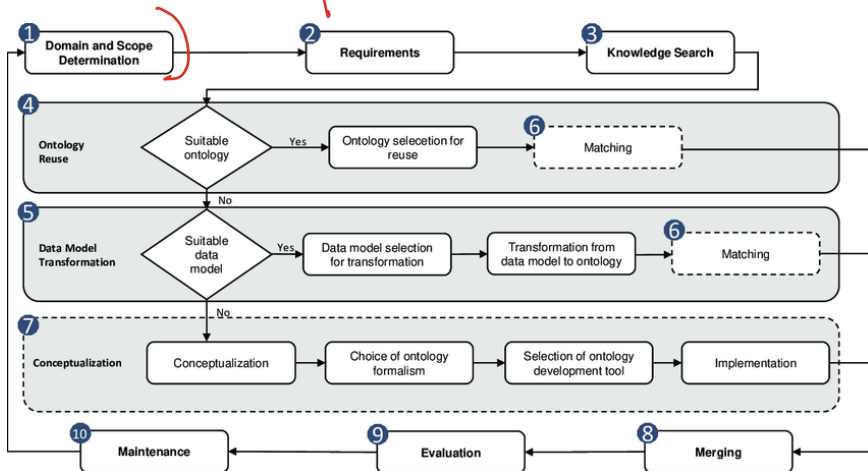 1
Domain and Scope
Determination
2
Requirements
3
Knowledge Search
4
Ontology
Reuse
Suitable
ontology
Yes
Ontology selecetion for
reuse
6
Matching
No
5
Data Model
Transformation
Suitable
data
model
Yes
Data model selection
for transformation
Transformation from
data model to ontology
6
Matching
No
7
Conceptualization
Conceptualization
Choice of ontology
formalism
Selection of ontology
development tool
Implementation
10
Maintenance
9
Evaluation
8
Merging